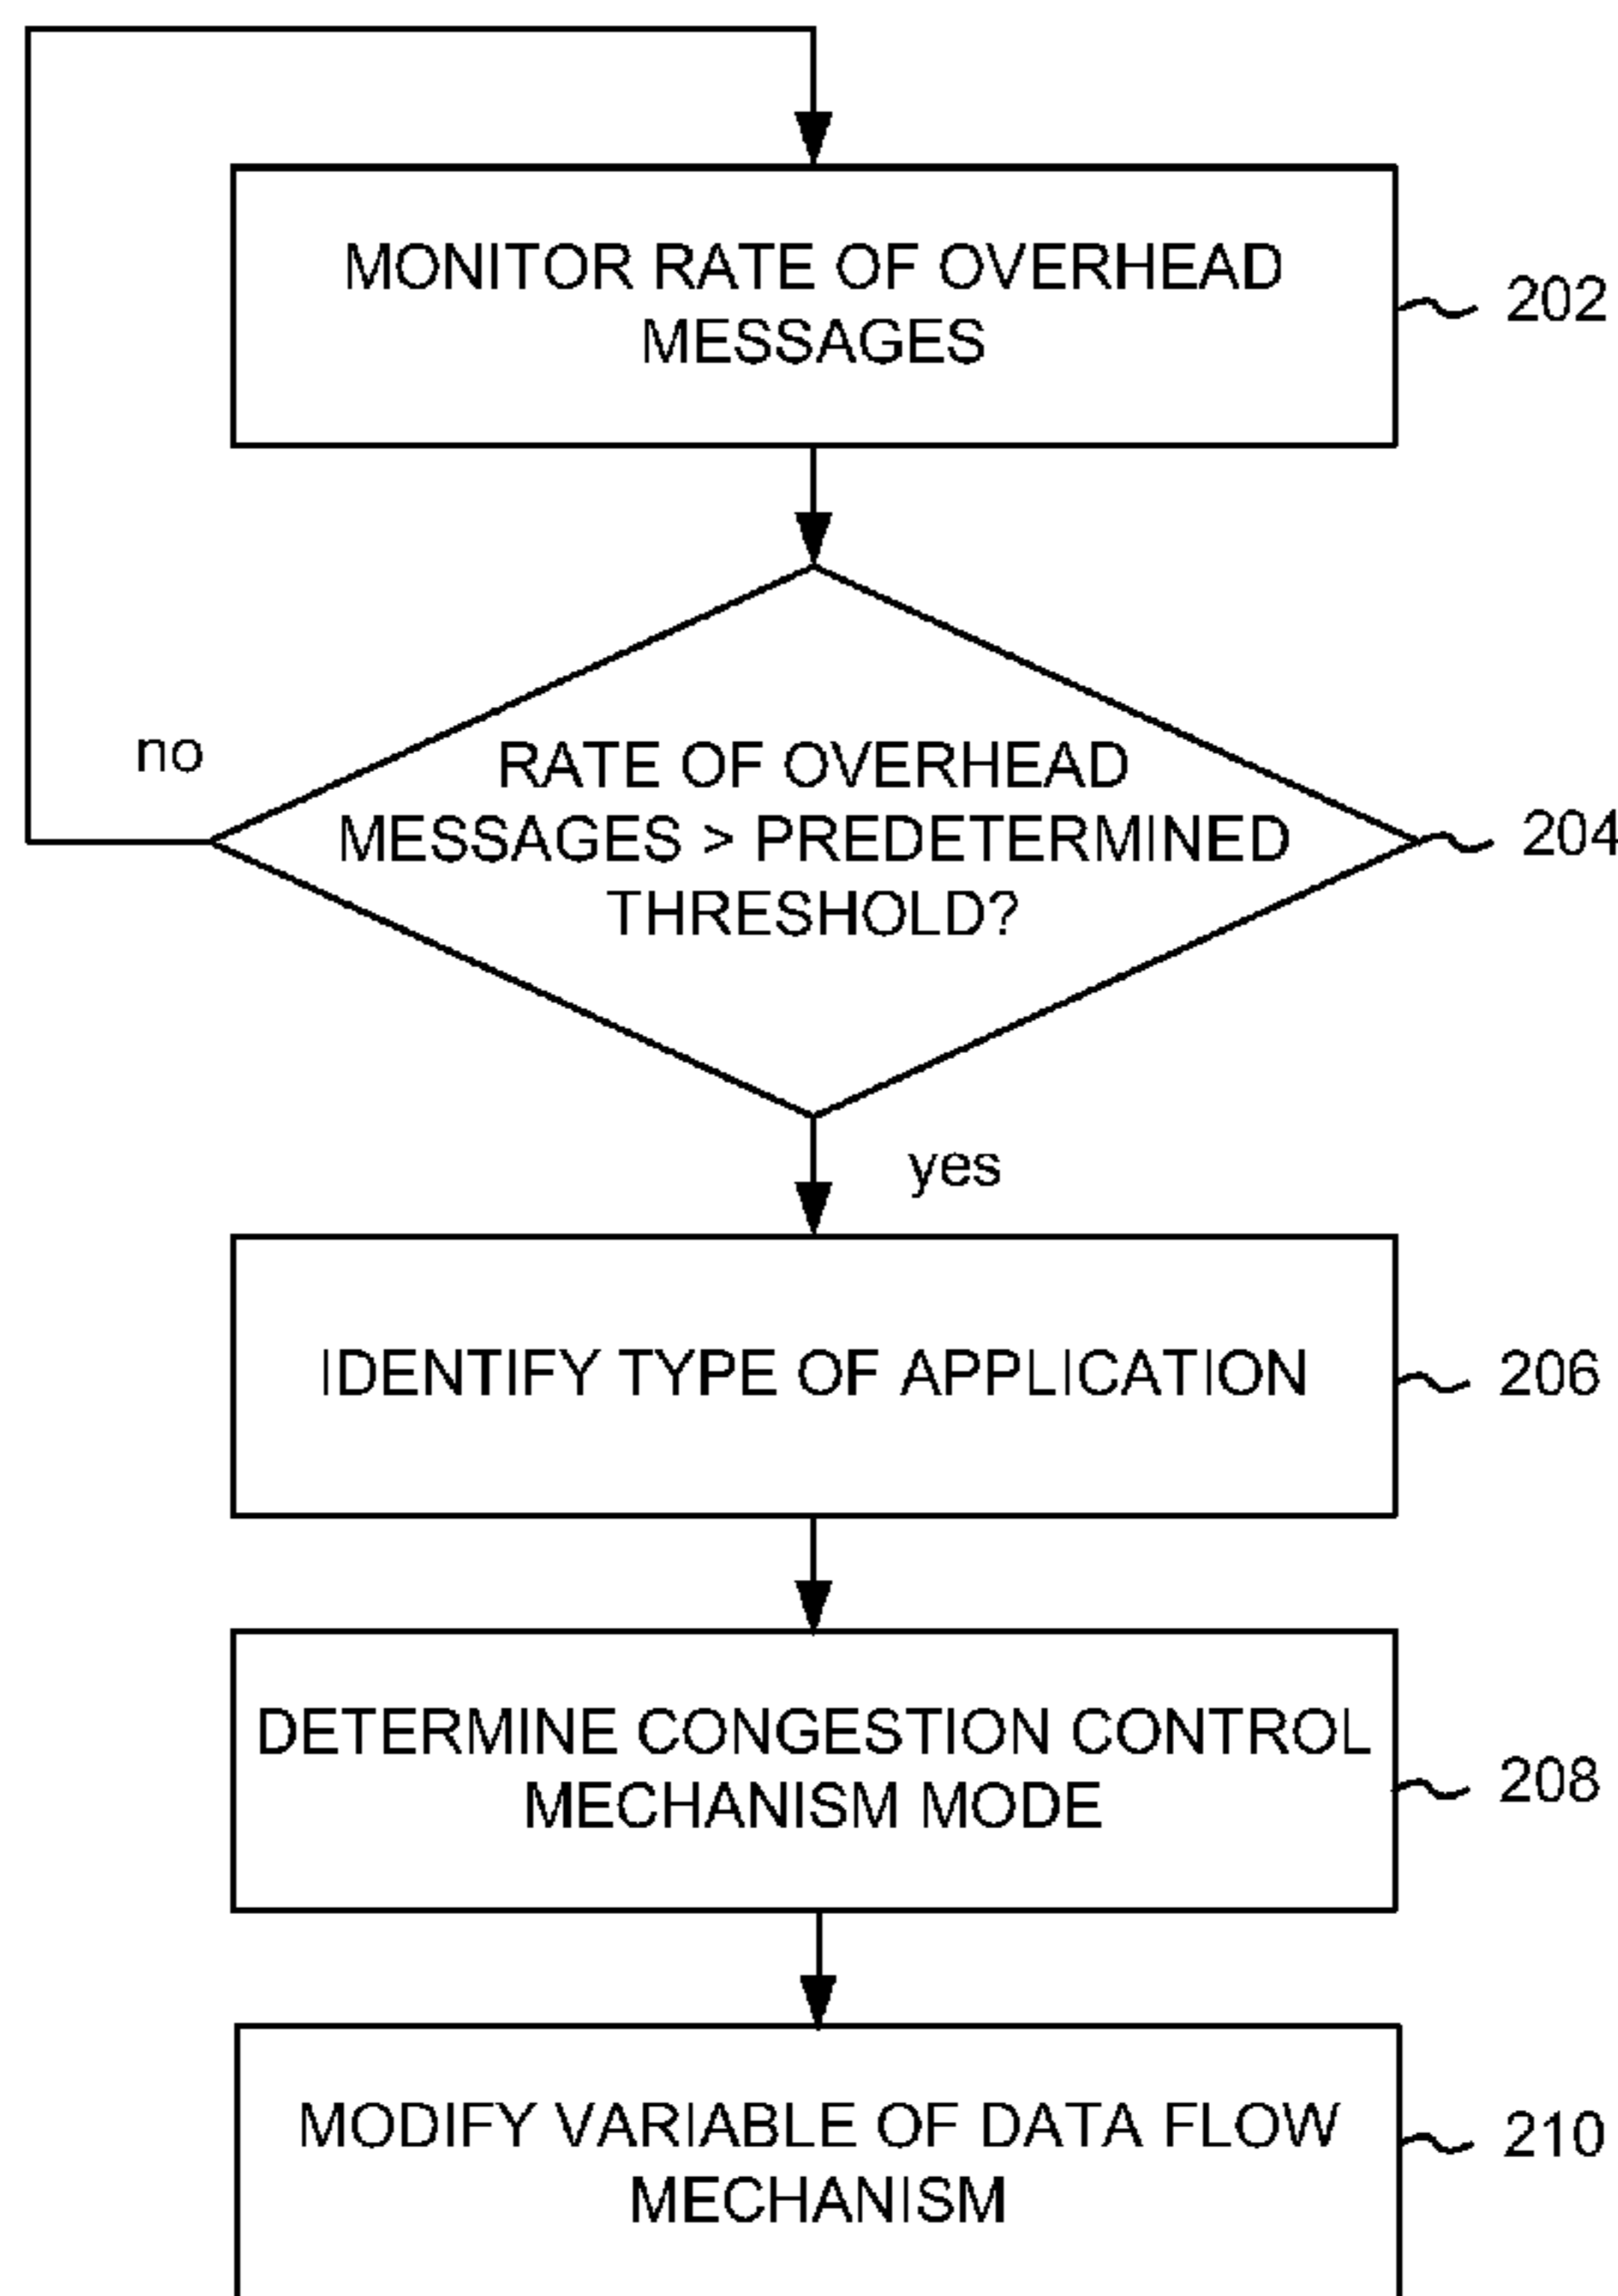 MONITOR RATE OF OVERHEAD
MESSAGES
202
no
RATE OF OVERHEAD
MESSAGES > PREDETERMINED
THRESHOLD?
204
yes
IDENTIFY TYPE OF APPLICATION
206
DETERMINE CONGESTION CONTROL
MECHANISM MODE
208
MODIFY VARIABLE OF DATA FLOW
MECHANISM
210